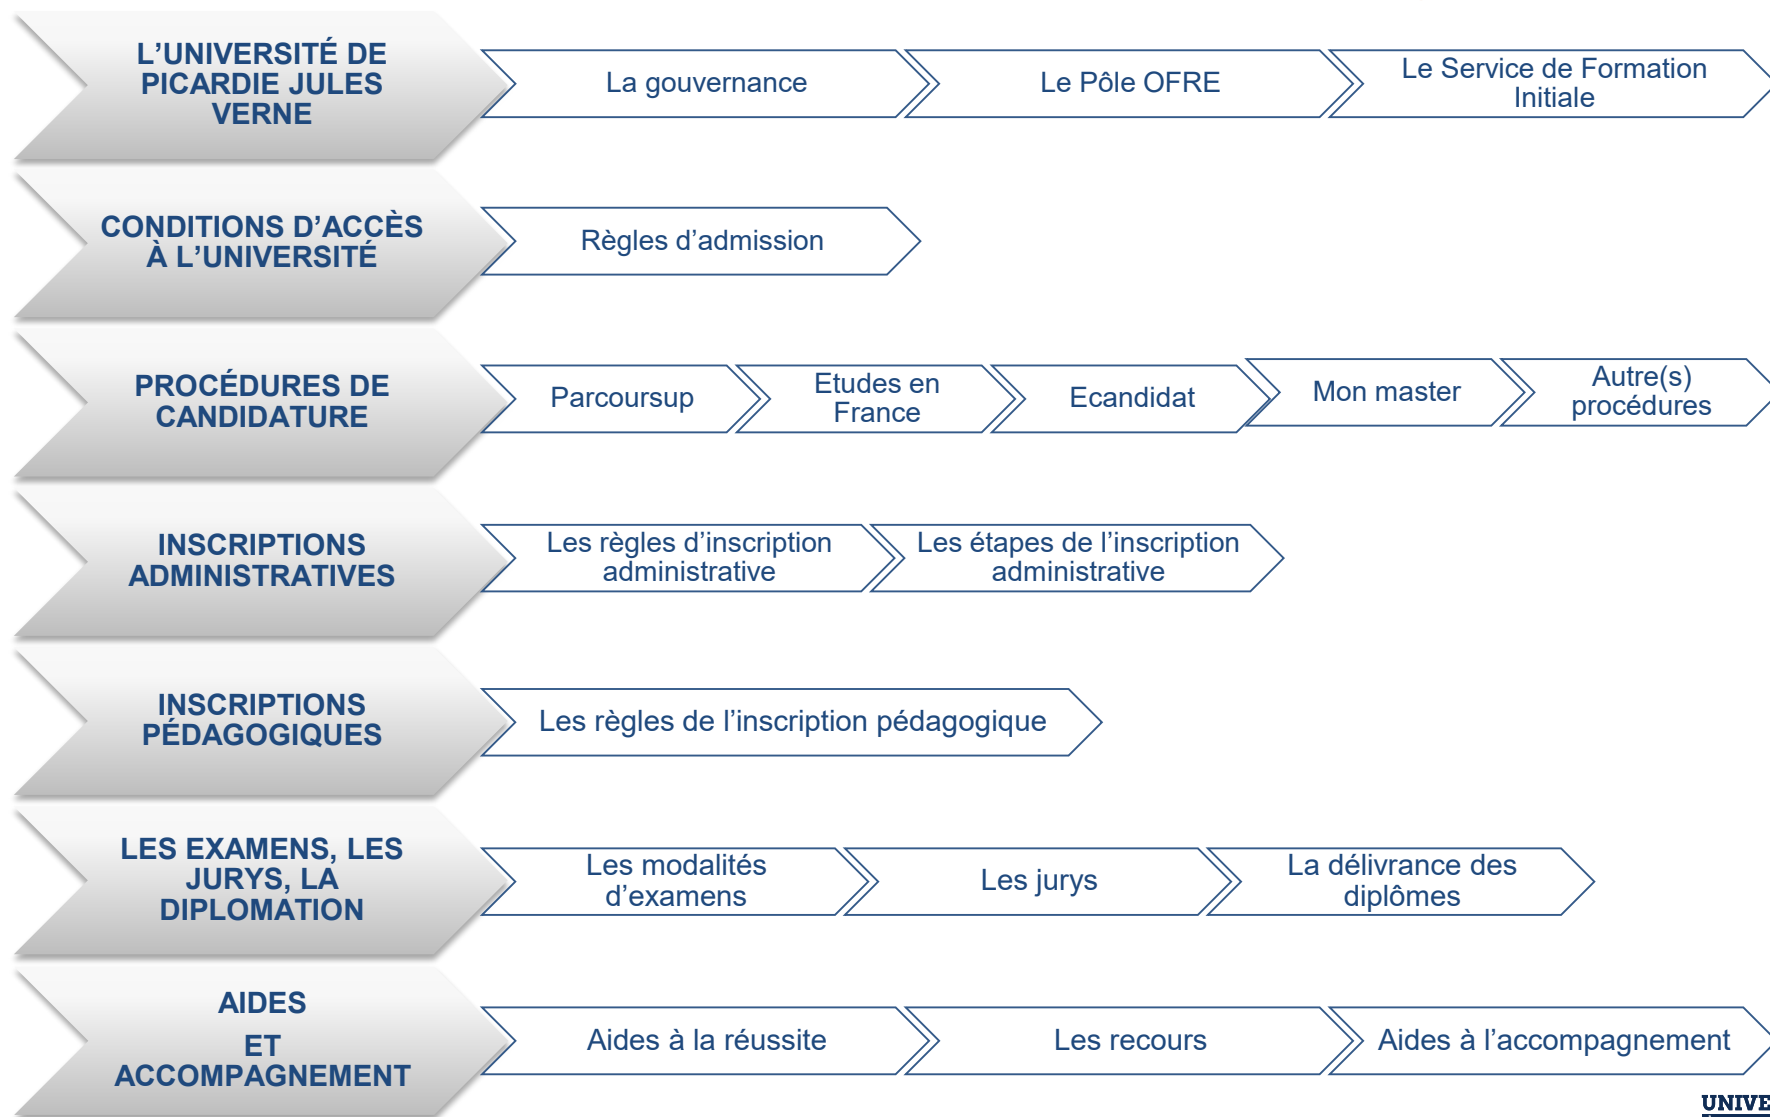 L’UNIVERSITÉ DE
PICARDIE JULES
VERNE
La gouvernance
Le Pôle OFRE
Le Service de Formation
Initiale
CONDITIONS D’ACCÈS
À L’UNIVERSITÉ
Règles d’admission
PROCÉDURES DE
CANDIDATURE
Parcoursup
Etudes en
France
Ecandidat
Mon master
Autre(s)
procédures
INSCRIPTIONS
ADMINISTRATIVES
Les règles d’inscription
administrative
Les étapes de l’inscription
administrative
INSCRIPTIONS
PÉDAGOGIQUES
Les règles de l’inscription pédagogique
LES EXAMENS, LES
JURYS, LA
DIPLOMATION
Les modalités
d’examens
Les jurys
La délivrance des
diplômes
AIDES
ET
ACCOMPAGNEMENT
Aides à la réussite
Les recours
Aides à l’accompagnement
UNIVE